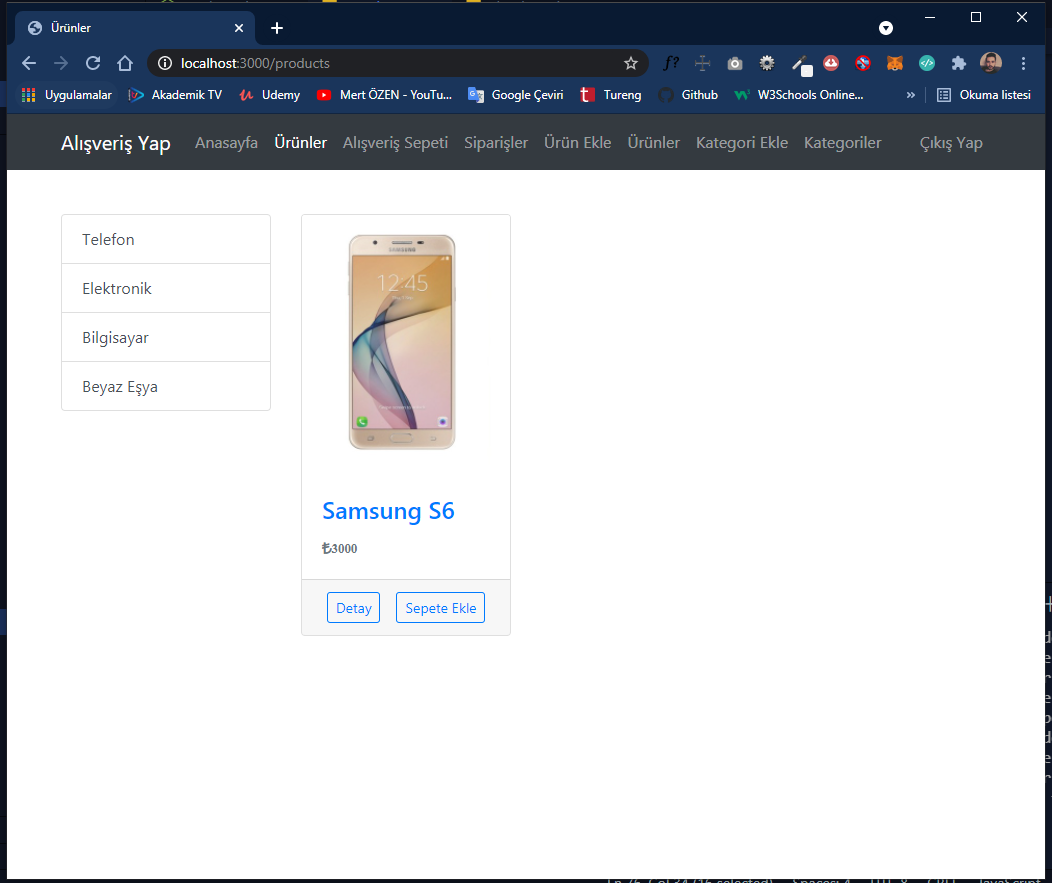 Ürünler
localhost:3000/products
f?
Uygulamalar Akademik TV Udemy Mert ÖZEN - YouTu... Google Çeviri Tureng Github W3Schools Online... » Okuma listesi
Alışveriş Yap Anasayfa Ürünler Alışveriş Sepeti Siparişler Ürün Ekle Ürünler Kategori Ekle Kategoriler Çıkış Yap
Telefon
Elektronik
Bilgisayar
Beyaz Eşya
SAMSUNG
12:45
Samsung S6
₺3000
Detay Sepete Ekle